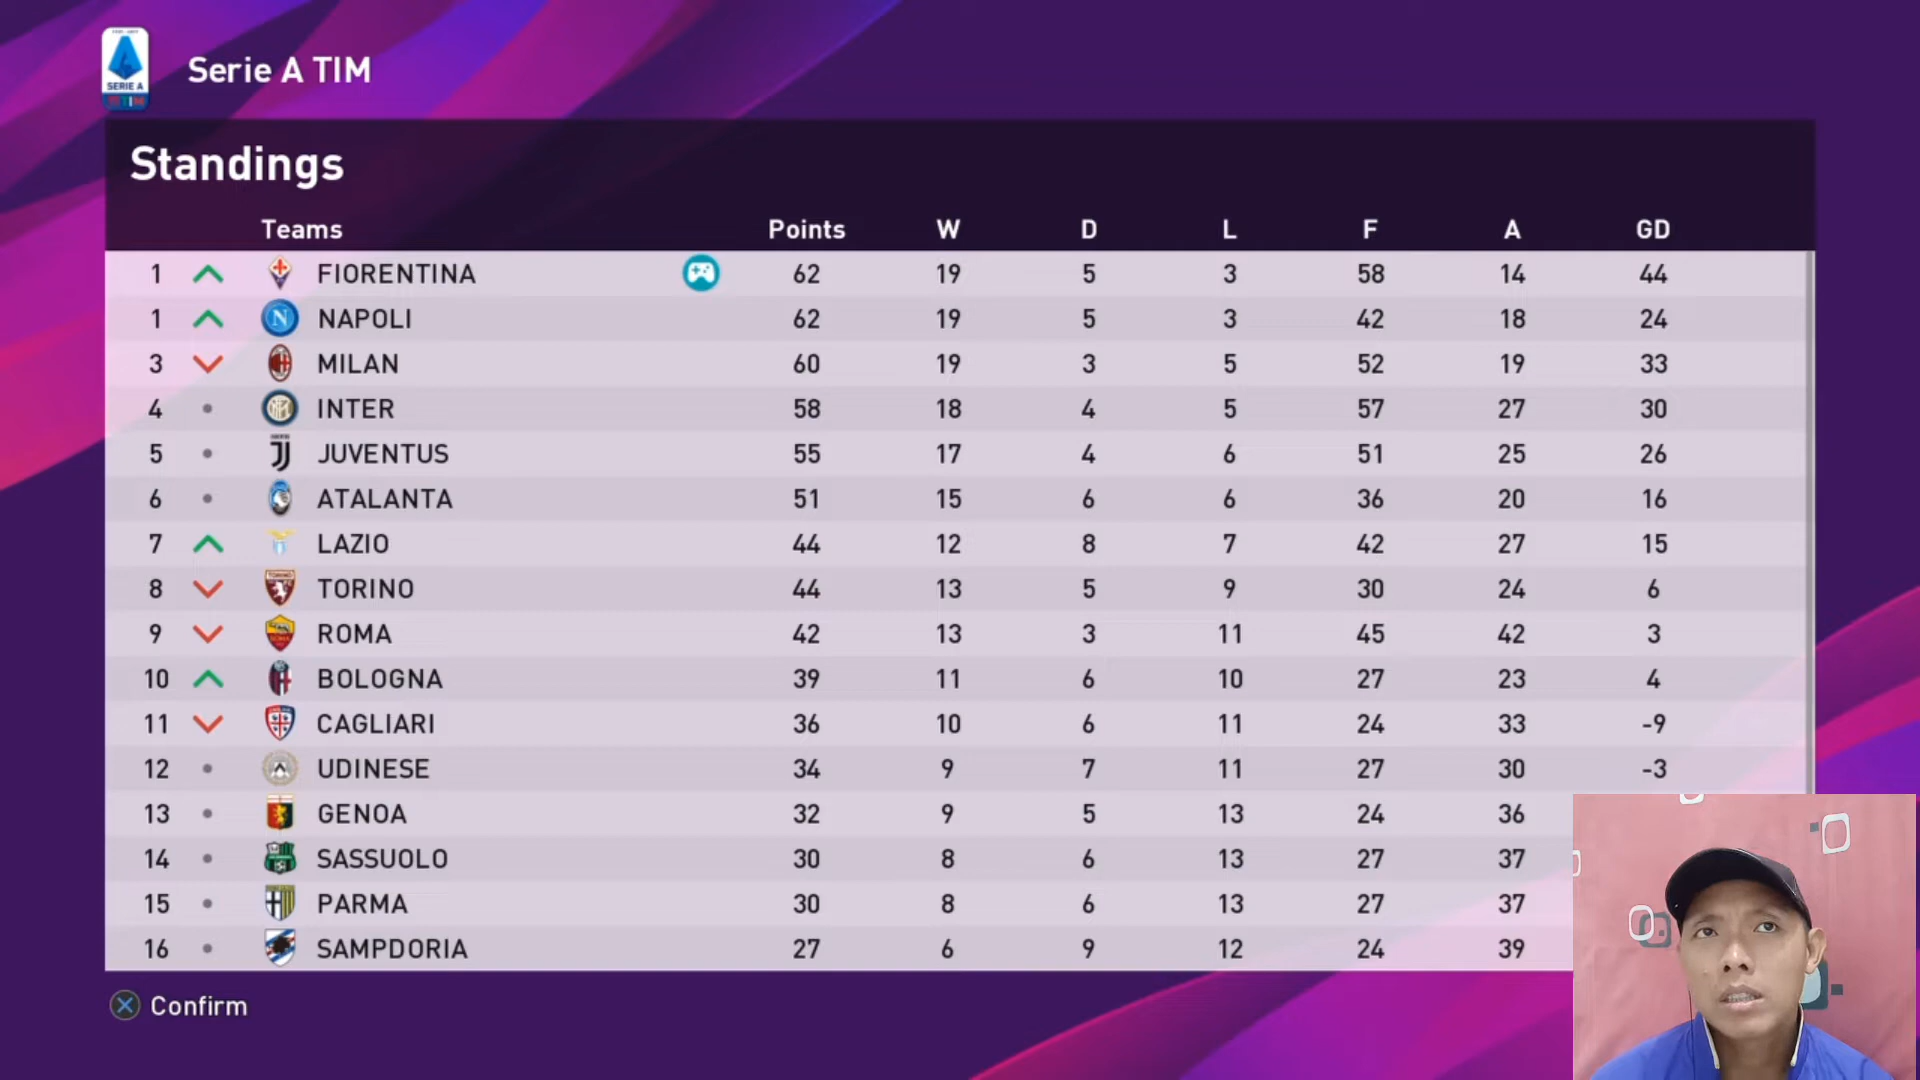 SERIE A
TIM
Serie A TIM
Standings
Teams Points W D L F A GD
1 FIORENTINA 62 19 5 3 58 14 44
1 N NAPOLI 62 19 5 3 42 18 24
3 MILAN 60 19 3 5 52 19 33
4 INTER 58 18 4 5 57 27 30
5 JUVENTUS 55 17 4 6 51 25 26
6 ATALANTA 51 15 6 6 36 20 16
7 LAZIO 44 12 8 7 42 27 15
8 TORINO 44 13 5 9 30 24 6
9 ROMA 42 13 3 11 45 42 3
10 BOLOGNA 39 11 6 10 27 23 4
11 CAGLIARI 36 10 6 11 24 33 -9
12 UDINESE 34 9 7 11 27 30 -3
13 GENOA 32 9 5 13 24 36
14 SASSUOLO 30 8 6 13 27 37
15 PARMA 30 8 6 13 27 37
16 SAMPDORIA 27 6 9 12 24 39
Confirm